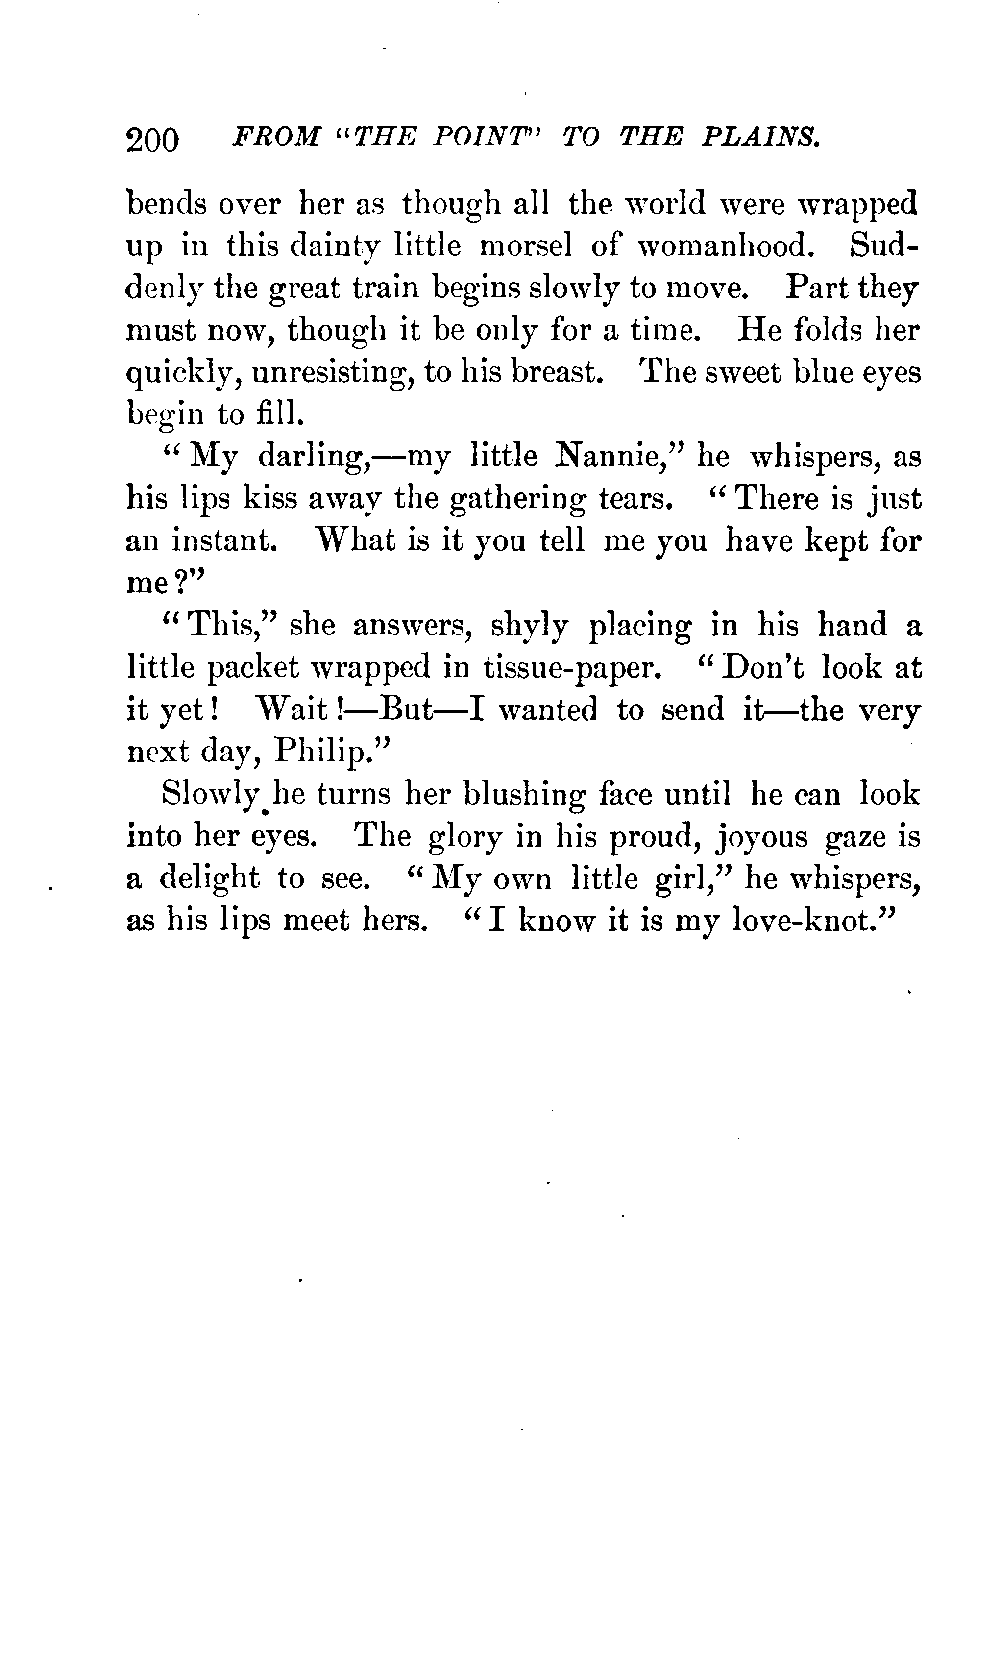 200 FROM "THE POINT" TO THE PLAINS.
bends over her as though all the world were wrapped
up in this dainty little morsel of womanhood. Sud-
denly the great train begins slowly to move. Part they
must now, though it be only for a time. He folds her
quickly, unresisting, to his breast. The sweet blue eyes
begin to fill.
"My darling,—my little Nannie," he whispers, as
his lips kiss away the gathering tears. "There is just
an instant. What is it you tell me you have kept for
me?"
"This," she answers, shyly placing in his hand a
little packet wrapped in tissue-paper. "Don't look at
it yet! Wait!—But—I wanted to send it—the very
next day, Philip."
Slowly he turns her blushing face until he can look
into her eyes. The glory in his proud, joyous gaze is
a delight to see. "My own little girl," he whispers,
as his lips meet hers. "I know it is my love-knot."